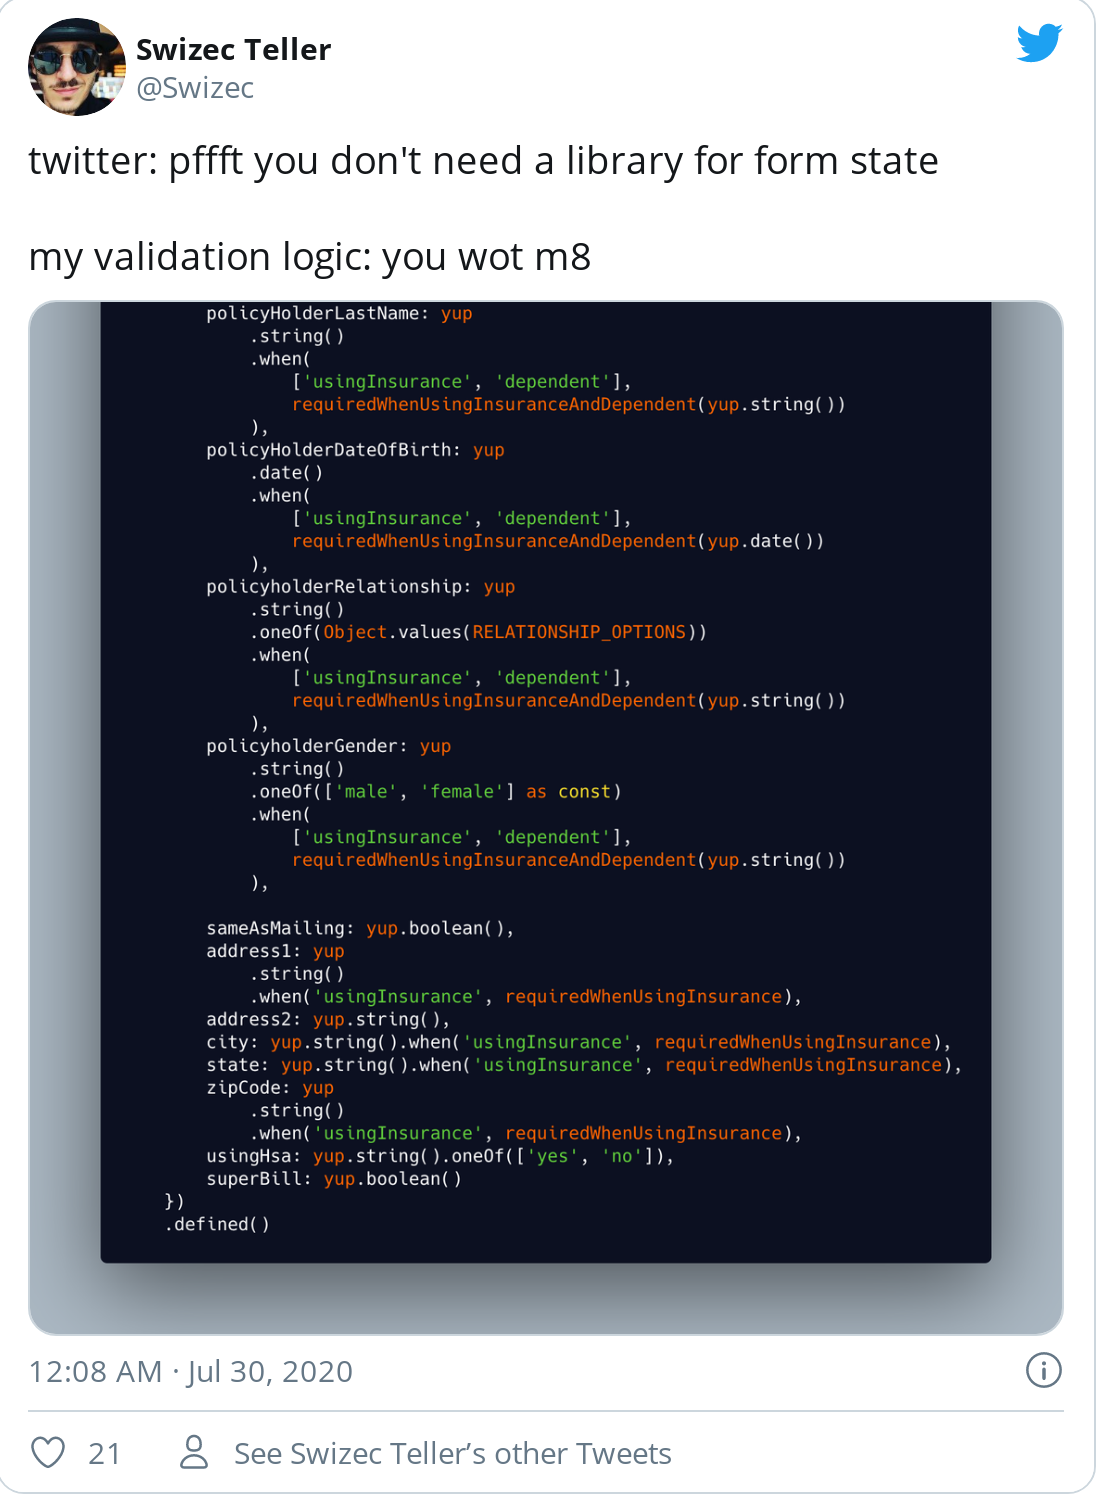 Swizec Teller
@Swizec
twitter: pffft you don't need a library for form state
my validation logic: you wot m8
policyHolderLastName: yup
.string()
.when(
['usingInsurance', 'dependent'],
requiredWhenUsingInsuranceAndDependent(yup.string())
),
policyHolderDateOfBirth: yup
.date()
.when(
['usingInsurance', 'dependent'],
requiredWhenUsingInsuranceAndDependent(yup.date())
),
policyholderRelationship: yup
.string()
.oneOf(Object.values(RELATIONSHIP_OPTIONS))
.when(
['usingInsurance', 'dependent'],
requiredWhenUsingInsuranceAndDependent(yup.string())
),
policyholderGender: yup
.string()
.oneOf(['male', 'female'] as const)
.when(
['usingInsurance', 'dependent'],
requiredWhenUsingInsuranceAndDependent(yup.string())
),
sameAsMailing: yup.boolean(),
address1: yup
.string()
.when('usingInsurance', requiredWhenUsingInsurance),
address2: yup.string(),
city: yup.string().when('usingInsurance', requiredWhenUsingInsurance),
state: yup.string().when('usingInsurance', requiredWhenUsingInsurance),
zipCode: yup
.string()
.when('usingInsurance', requiredWhenUsingInsurance),
usingHsa: yup.string().oneOf(['yes', 'no']),
superBill: yup.boolean()
})
.defined()
12:08 AM · Jul 30, 2020
21 See Swizec Teller’s other Tweets